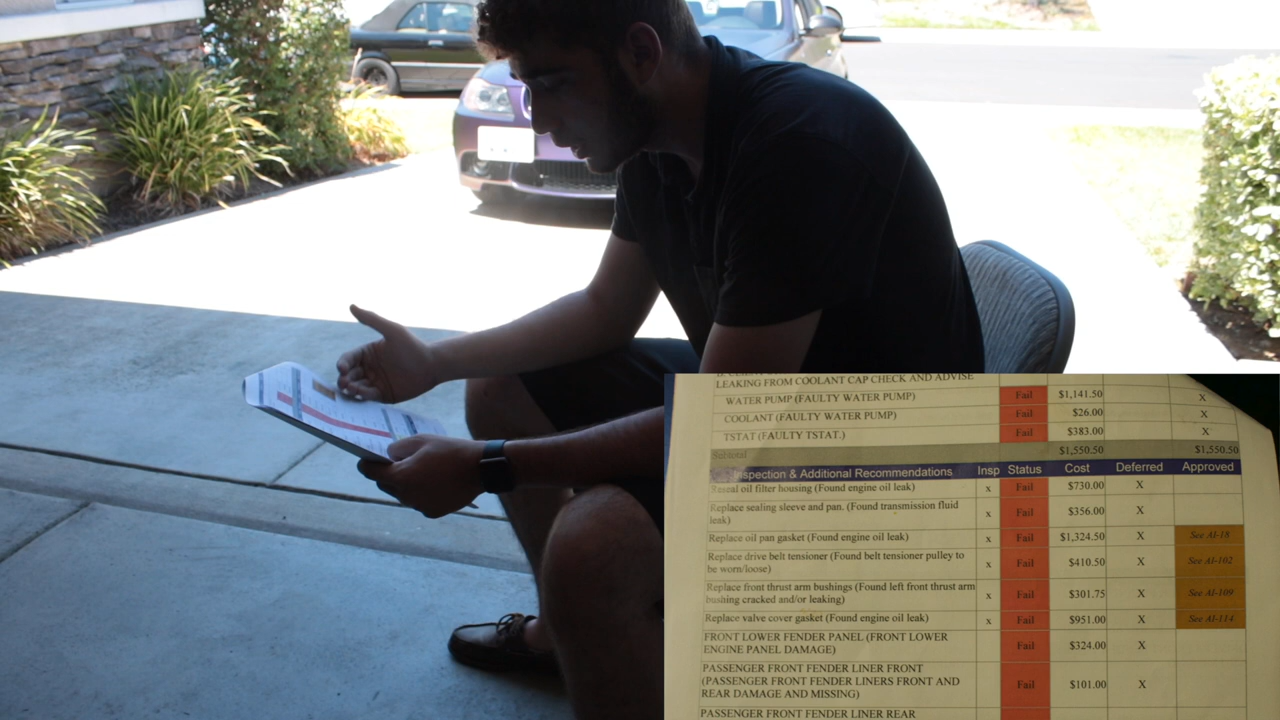 LEAKING FROM COOLANT CAP CHECK AND ADVISE
WATER PUMP (FAULTY WATER PUMP) Fail $1,141.50 X
COOLANT (FAULTY WATER PUMP) Fail $26.00 X
TSTAT (FAULTY TSTAT.) Fail $383.00 X
Subtotal $1,550.50 $1,550.50
Inspection & Additional Recommendations Insp Status Cost Deferred Approved
Reseal oil filter housing (Found engine oil leak) x Fail $730.00 X
Replace sealing sleeve and pan. (Found transmission fluid
leak) x Fail $356.00 X
Replace oil pan gasket (Found engine oil leak) x Fail $1,324.50 X See AI-18
Replace drive belt tensioner (Found belt tensioner pulley to
be worn/loose) x Fail $410.50 X See AI-102
Replace front thrust arm bushings (Found left front thrust arm
bushing cracked and/or leaking) x Fail $301.75 X See AI-109
Replace valve cover gasket (Found engine oil leak) x Fail $951.00 X See AI-114
FRONT LOWER FENDER PANEL (FRONT LOWER
ENGINE PANEL DAMAGE) Fail $324.00 X
PASSENGER FRONT FENDER LINER FRONT
(PASSENGER FRONT FENDER LINERS FRONT AND
REAR DAMAGE AND MISSING) Fail $101.00 X
PASSENGER FRONT FENDER LINER REAR